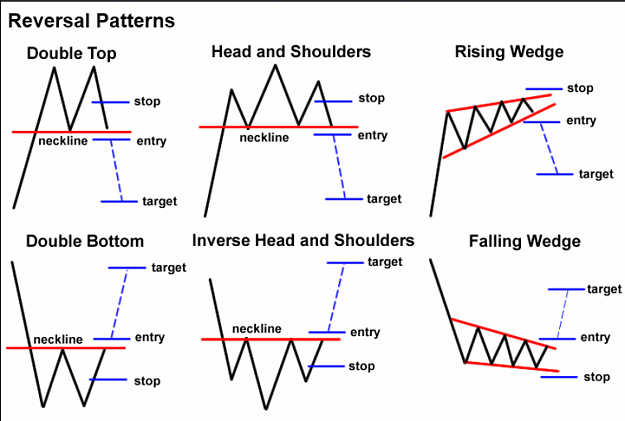 Reversal Patterns
Double Top
stop
neckline
entry
target
Head and Shoulders
stop
neckline
entry
target
Rising Wedge
stop
entry
target
Double Bottom
target
neckline
entry
stop
Inverse Head and Shoulders
target
neckline
entry
stop
Falling Wedge
target
entry
stop